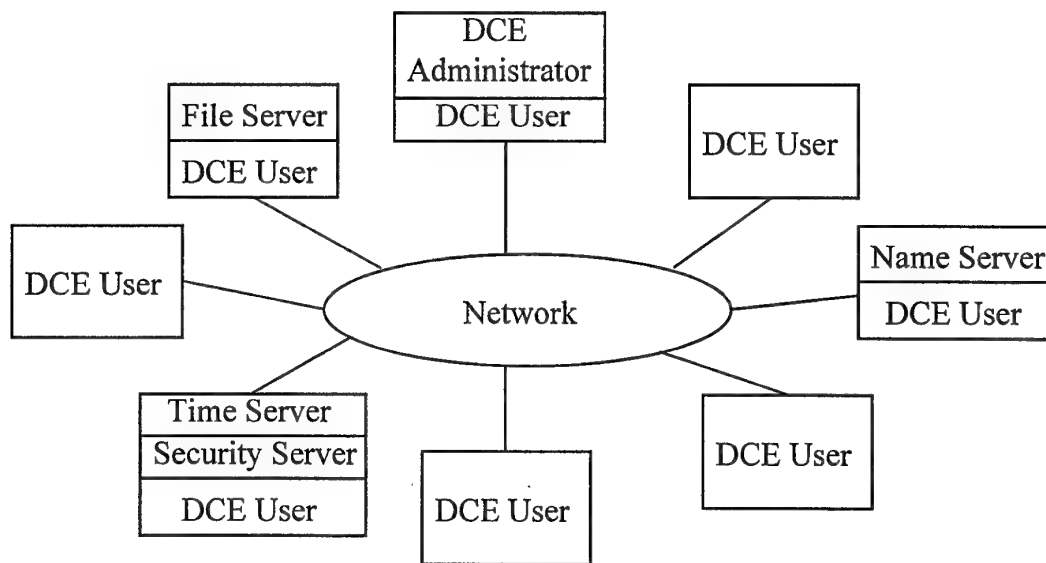 DCE
Administrator
DCE User
File Server
DCE User
DCE User
Name Server
DCE User
DCE User
Network
Time Server
Security Server
DCE User
DCE User
DCE User